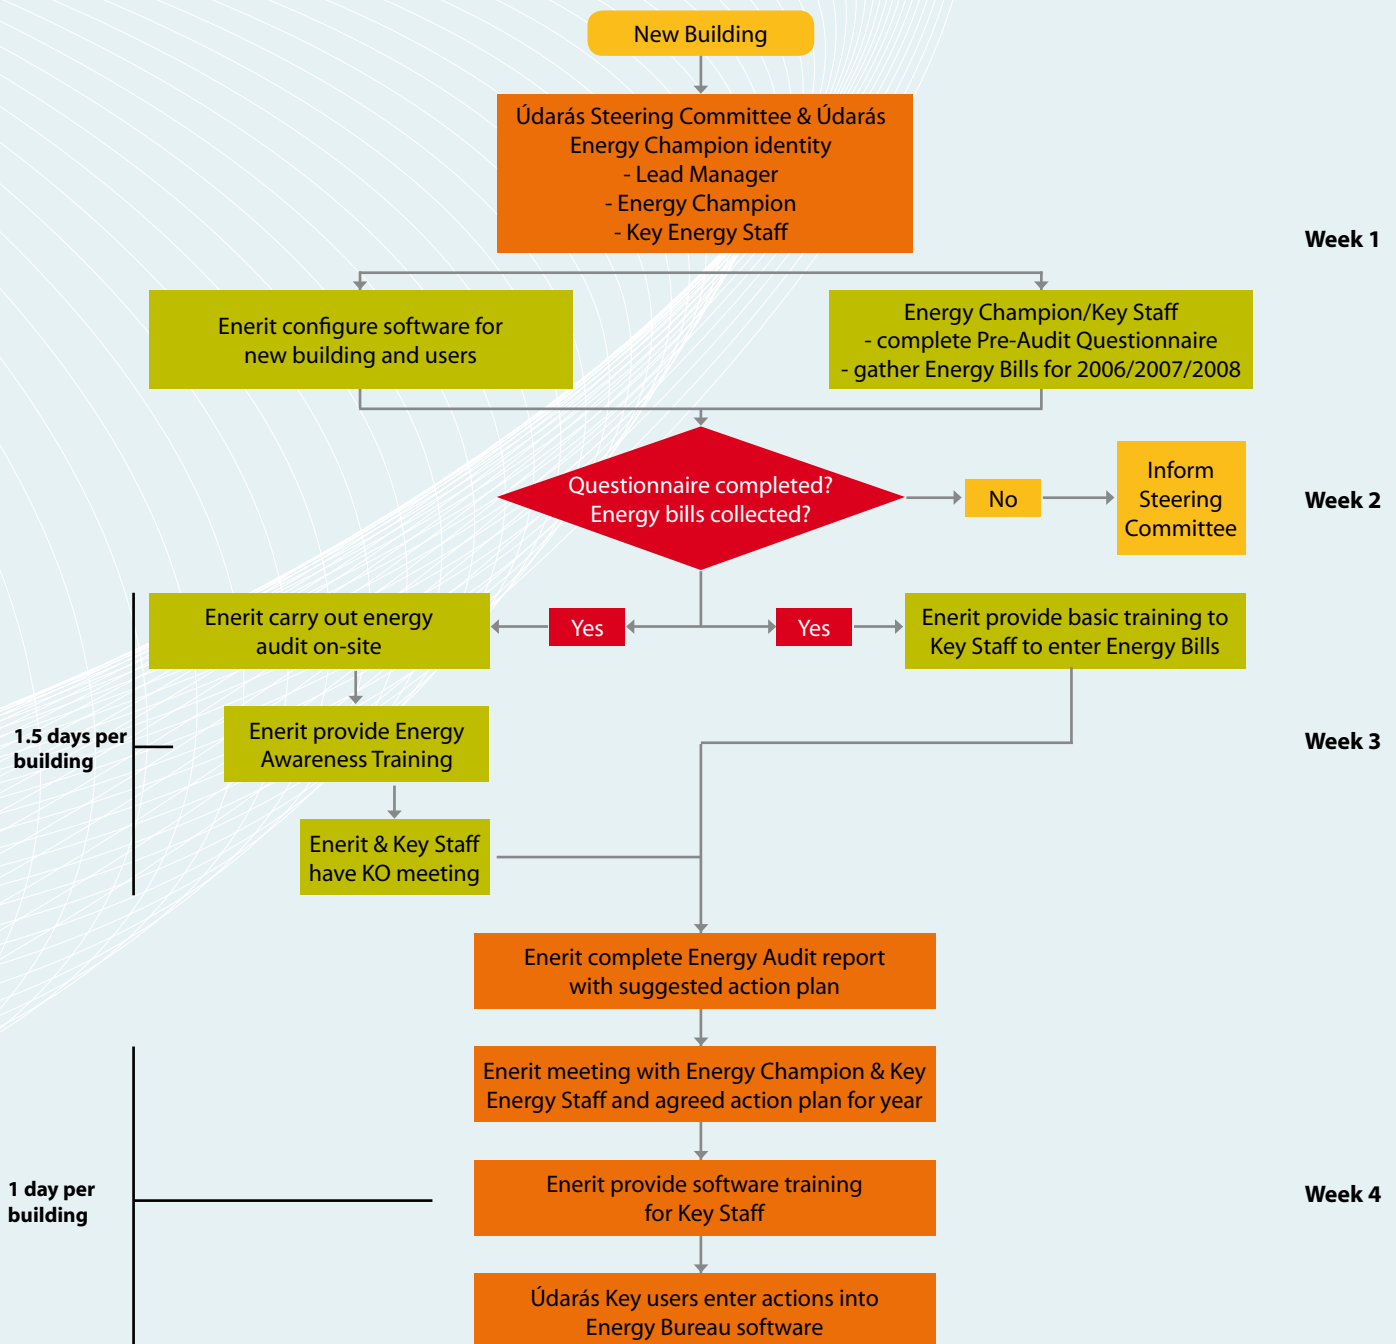 New Building
Údarás Steering Committee & Údarás
Energy Champion identity
- Lead Manager
- Energy Champion
- Key Energy Staff
Week 1
Enerit configure software for
new building and users
Energy Champion/Key Staff
- complete Pre-Audit Questionnaire
- gather Energy Bills for 2006/2007/2008
Questionnaire completed?
Energy bills collected?
No
Inform
Steering
Committee
Week 2
Enerit carry out energy
audit on-site
Yes
Yes
Enerit provide basic training to
Key Staff to enter Energy Bills
1.5 days per
building
Enerit provide Energy
Awareness Training
Week 3
Enerit & Key Staff
have KO meeting
Enerit complete Energy Audit report
with suggested action plan
Enerit meeting with Energy Champion & Key
Energy Staff and agreed action plan for year
1 day per
building
Enerit provide software training
for Key Staff
Week 4
Údarás Key users enter actions into
Energy Bureau software